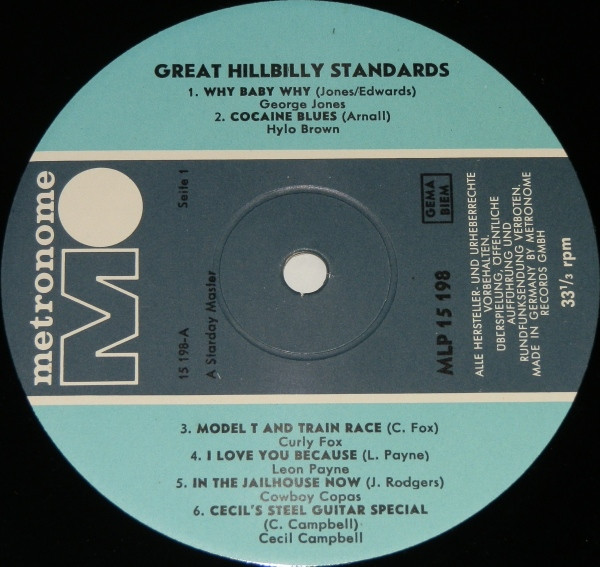 GREAT HILLBILLY STANDARDS
1. WHY BABY WHY (Jones/Edwards)
George Jones
2. COCAINE BLUES (Arnall)
Hylo Brown
metronome
MO
Seite 1
15 198-A
A Starday Master
GEMA
BIEM
MLP 15 198
ALLE HERSTELLER- UND URHEBERRECHTE
VORBEHALTEN.
ÜBERSPIELUNG, ÖFFENTLICHE
AUFFÜHRUNG UND
RUNDFUNKSENDUNG VERBOTEN.
MADE IN GERMANY BY METRONOME
RECORDS GMBH
33 1/3 rpm
3. MODEL T AND TRAIN RACE (C. Fox)
Curly Fox
4. I LOVE YOU BECAUSE (L. Payne)
Leon Payne
5. IN THE JAILHOUSE NOW (J. Rodgers)
Cowboy Copas
6. CECIL'S STEEL GUITAR SPECIAL
(C. Campbell)
Cecil Campbell